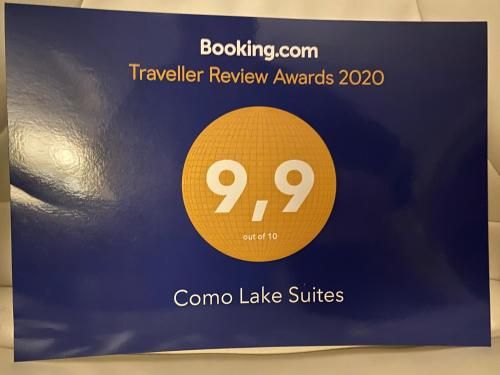 Booking.com
Traveller Review Awards 2020
9,9
out of 10
Como Lake Suites